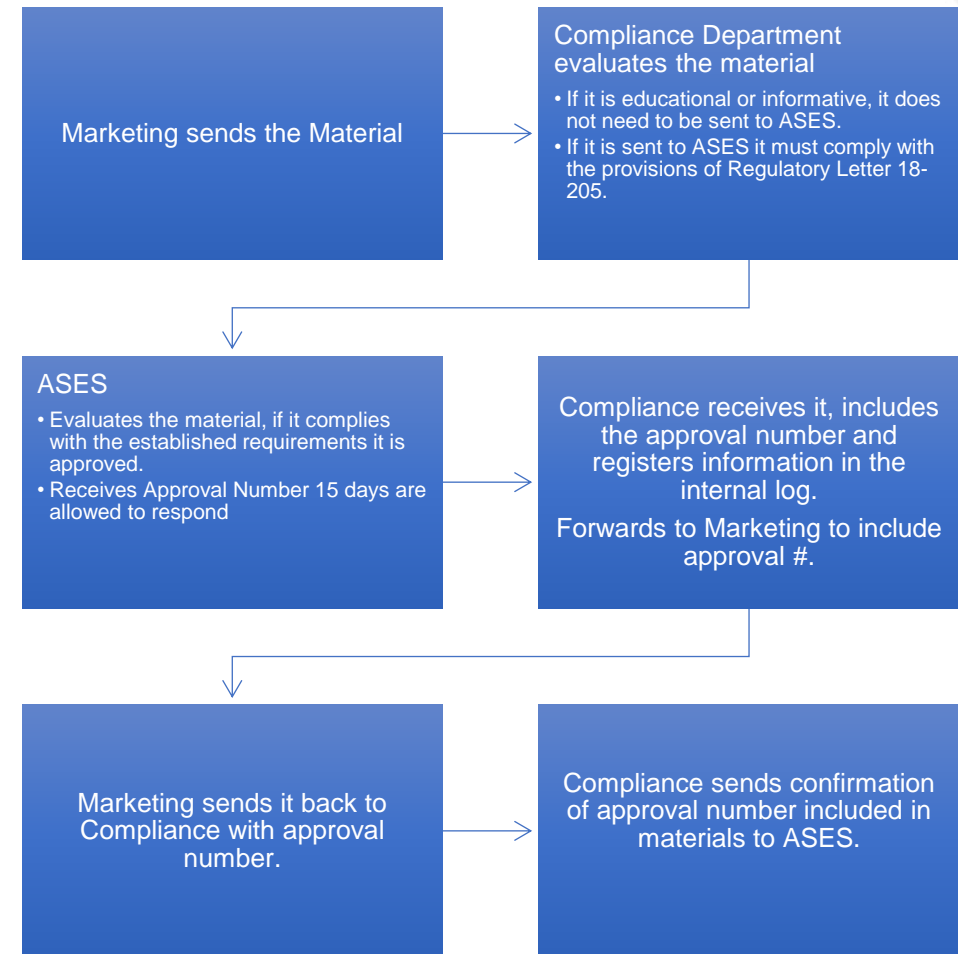 Marketing sends the Material
Compliance Department
evaluates the material
• If it is educational or informative, it does
not need to be sent to ASES.
• If it is sent to ASES it must comply with
the provisions of Regulatory Letter 18-
205.
ASES
• Evaluates the material, if it complies
with the established requirements it is
approved.
• Receives Approval Number 15 days are
allowed to respond
Compliance receives it, includes
the approval number and
registers information in the
internal log.
Forwards to Marketing to include
approval #.
Marketing sends it back to
Compliance with approval
number.
Compliance sends confirmation
of approval number included in
materials to ASES.